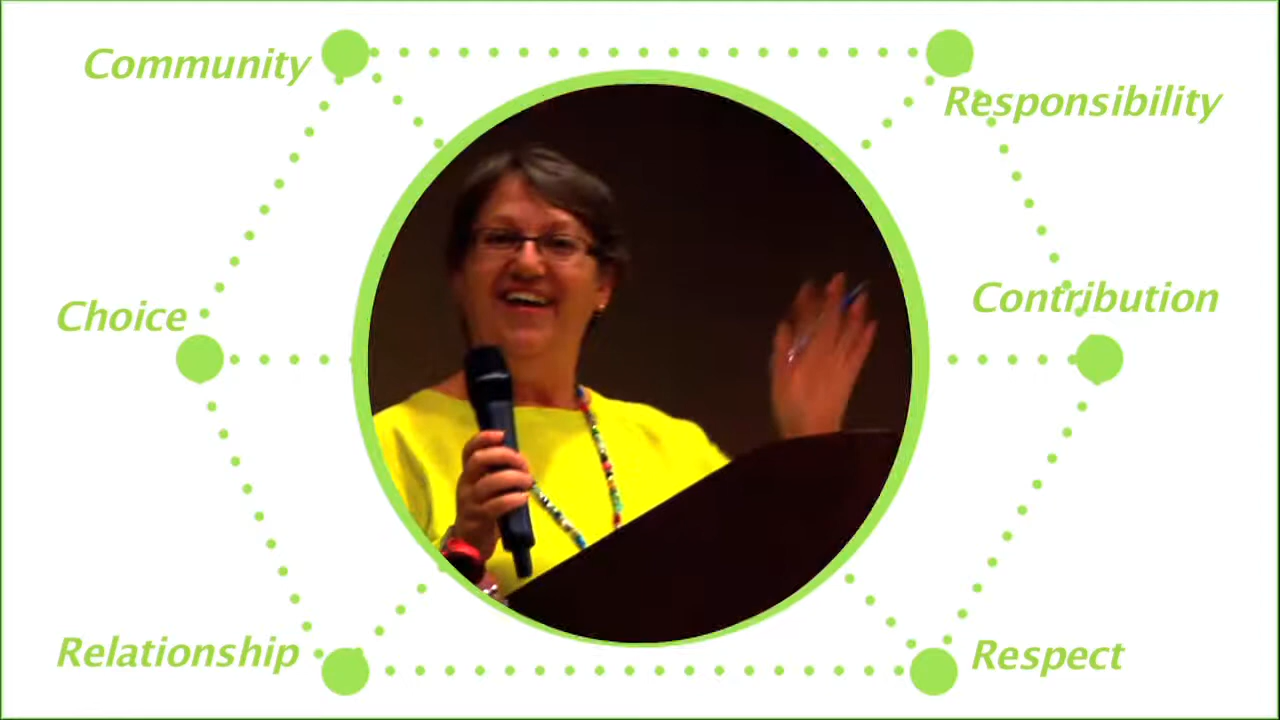 Community
Responsibility
Choice
Contribution
Relationship
Respect